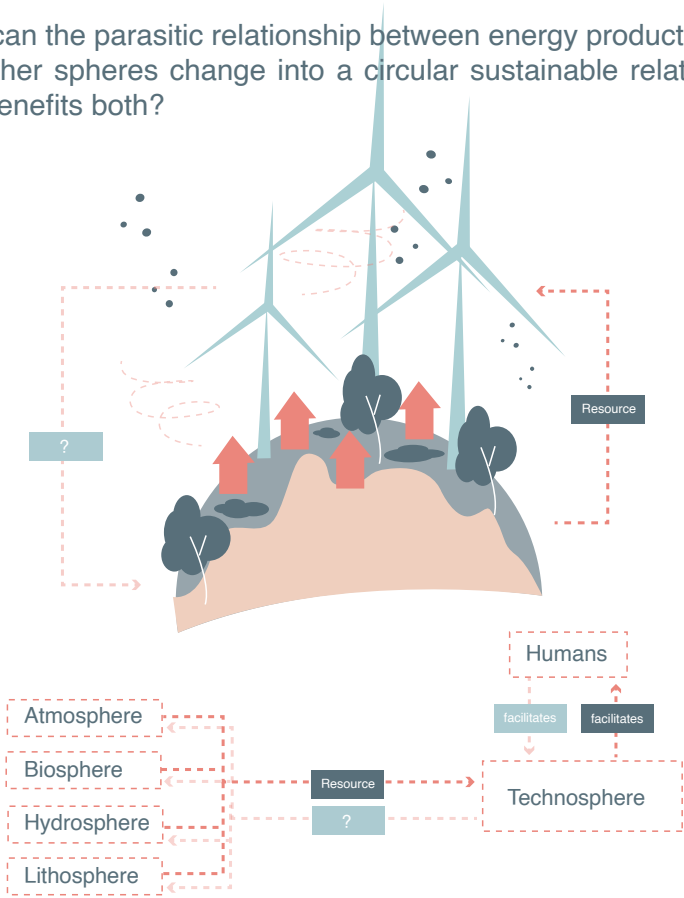 can the parasitic relationship between energy product
her spheres change into a circular sustainable relat
enefits both?
Resource
?
Humans
facilitates
facilitates
Atmosphere
Biosphere
Resource
Technosphere
?
Hydrosphere
Lithosphere